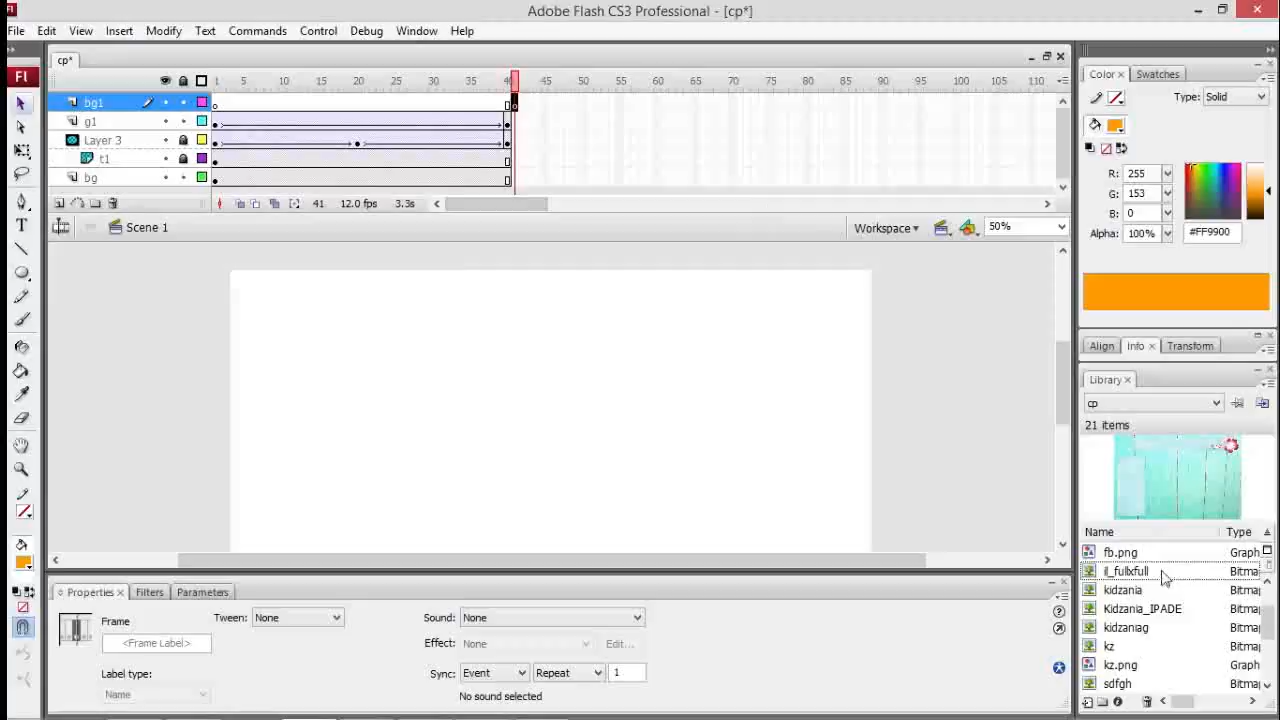 Adobe Flash CS3 Professional - [cp*]
File Edit View Insert Modify Text Commands Control Debug Window Help
Fl
cp*
1 5 10 15 20 25 30 35 40 45 50 55 60 65 70 75 80 85 90 95 100 105 110
bg1
g1
Layer 3
t1
bg
41 12.0 fps 3.3s
Scene 1
Workspace 50%
Color Swatches
Type: Solid
R: 255
G: 153
B: 0
Alpha: 100% #FF9900
Align Info Transform
Library
cp
21 items
Name Type
fb.png Graph
il_fullxfull Bitma
kidzania Bitma
Kidzania_IPADE Bitma
kidzaniag Bitma
kz Bitma
kz.png Graph
sdfgh Bitma
Properties Filters Parameters
Frame
<Frame Label>
Label type:
Name
Tween: None
Sound: None
Effect: None Edit...
Sync: Event Repeat 1
No sound selected